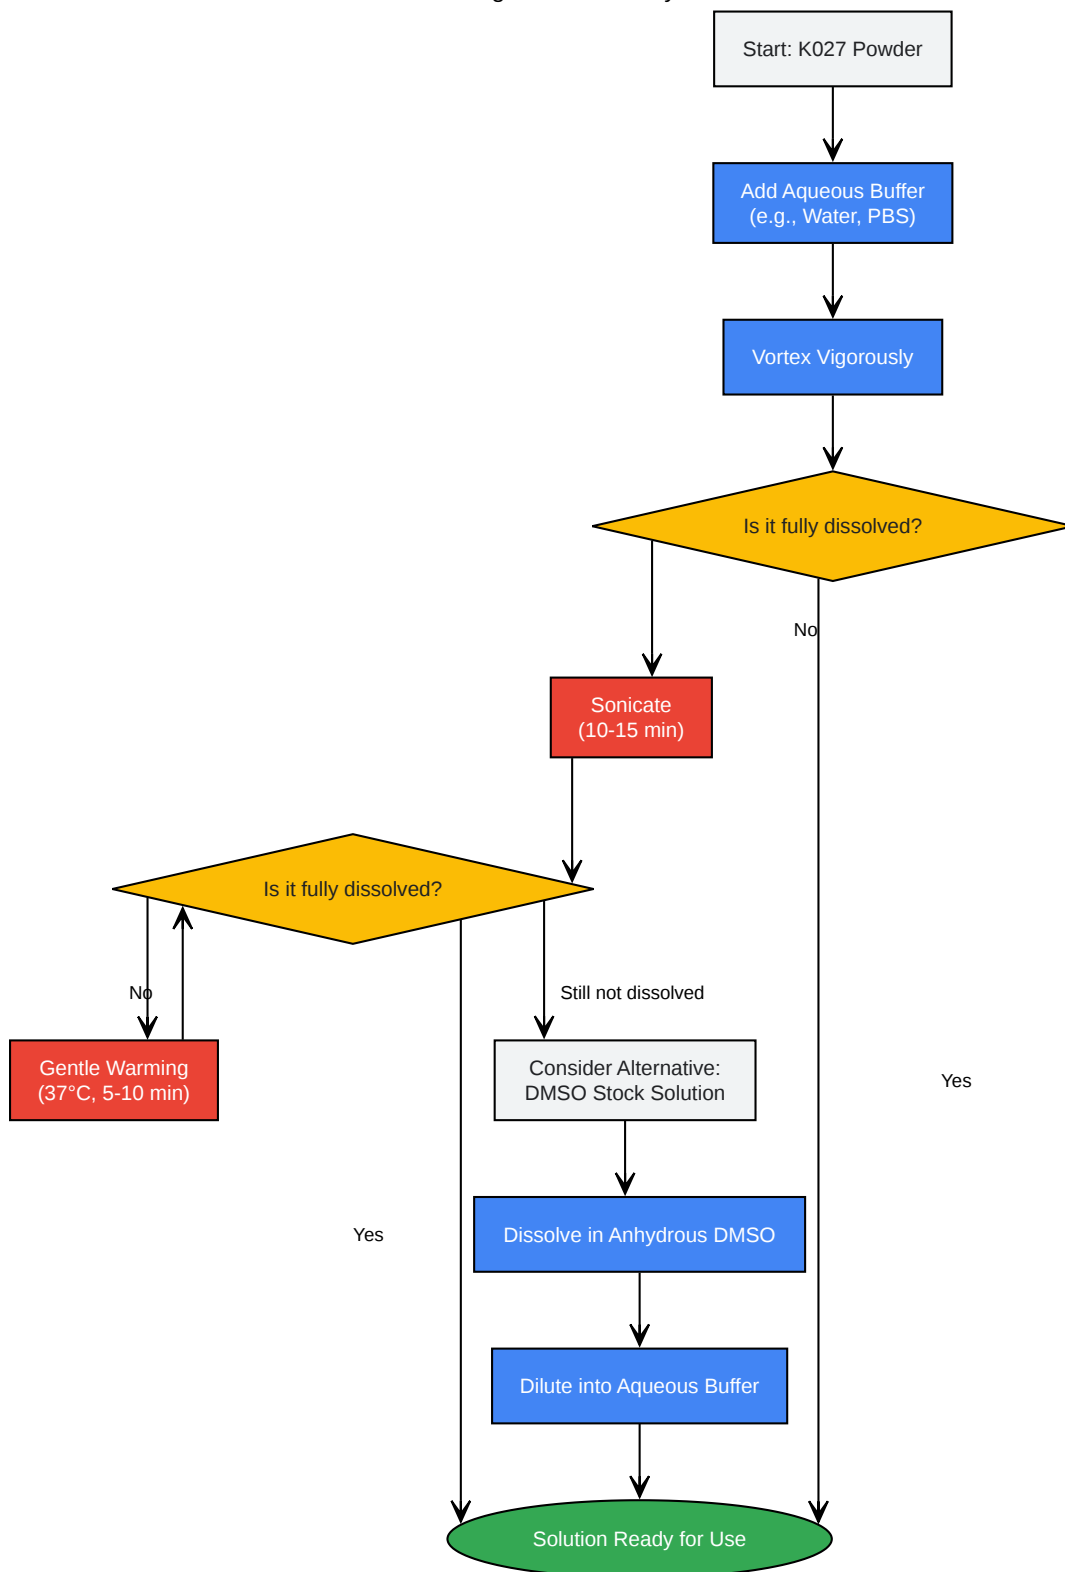 Start: K027 Powder
Add Aqueous Buffer
(e.g., Water, PBS)
Vortex Vigorously
Is it fully dissolved?
No
Sonicate
(10-15 min)
Is it fully dissolved?
No
Still not dissolved
Gentle Warming
(37°C, 5-10 min)
Consider Alternative:
DMSO Stock Solution
Yes
Yes
Dissolve in Anhydrous DMSO
Dilute into Aqueous Buffer
Solution Ready for Use